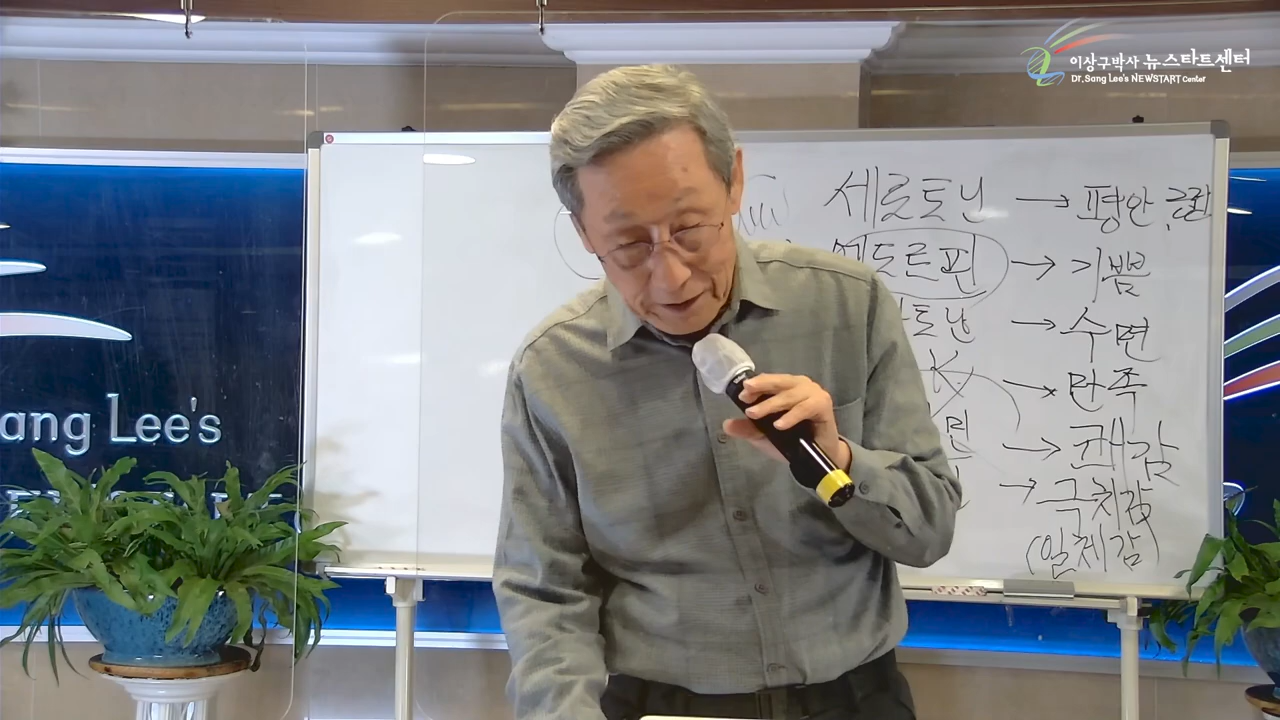 이상구박사 뉴스타트센터
Dr. Sang Lee's NEWSTART Center
세로토닌 → 평안,
엔도르핀 → 기쁨
토닌 → 수면
→ 만족
→ 쾌감
→ 극치감
(일체감)
ang Lee's